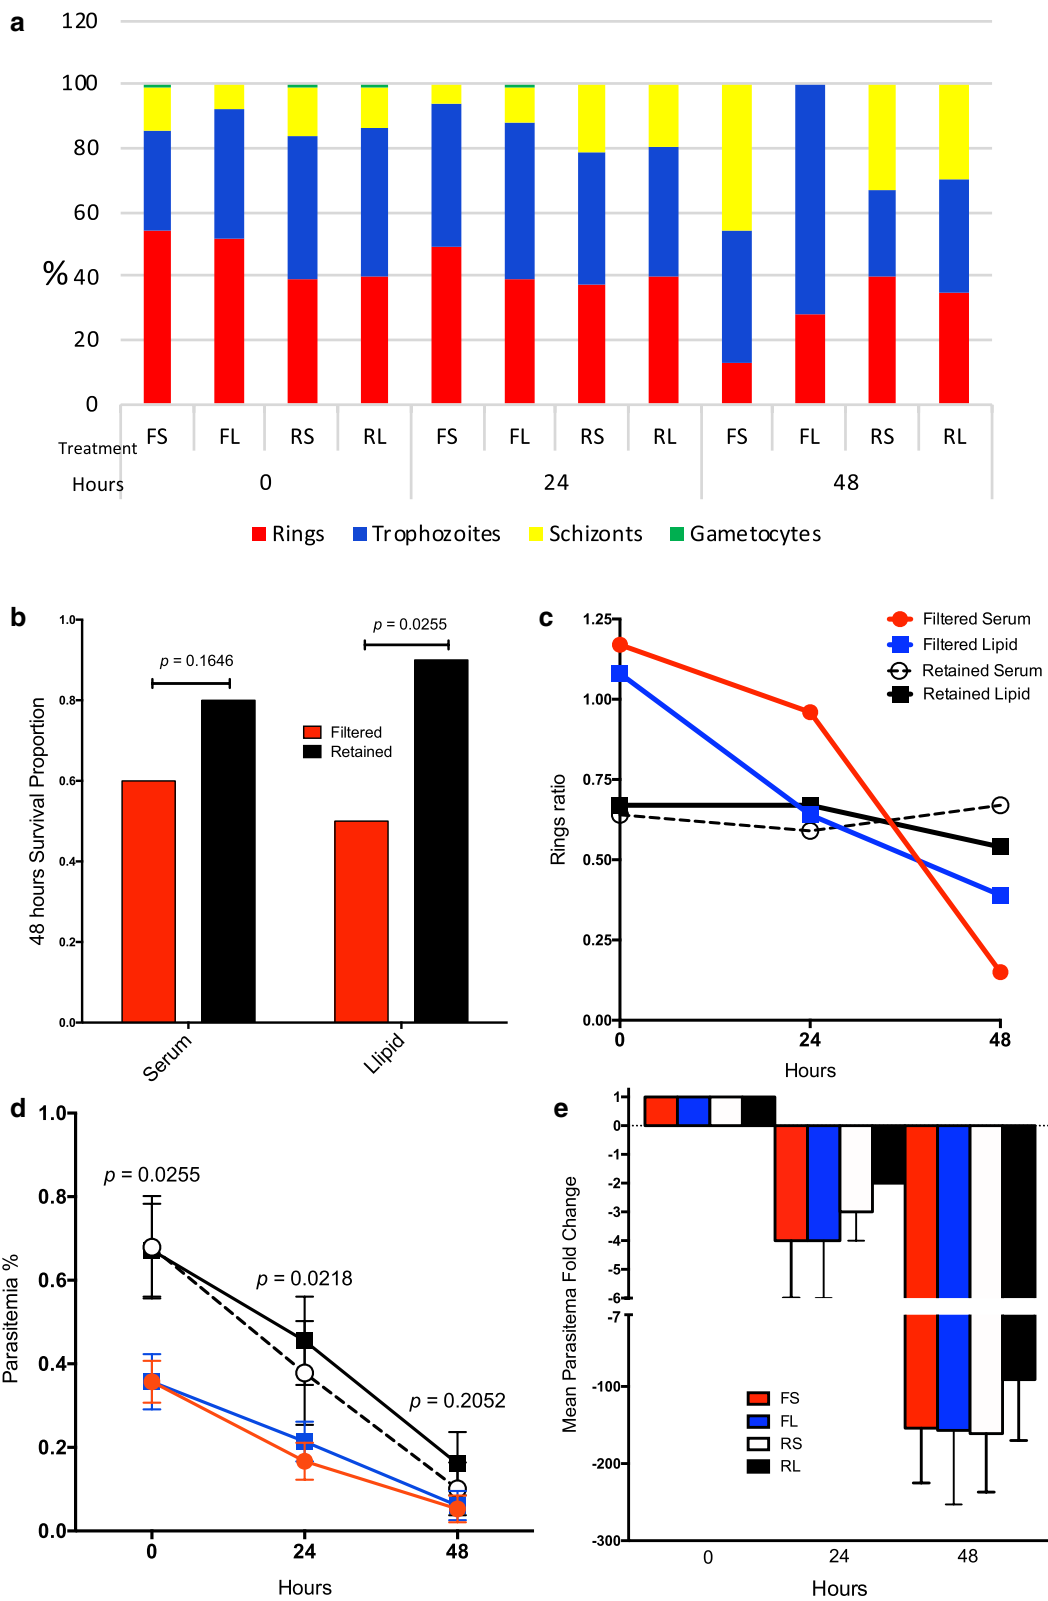 a
120
100
80
60
% 40
20
0
Treatment FS FL RS RL FS FL RS RL FS FL RS RL
Hours 0 24 48
Rings Trophozoites Schizonts Gametocytes
b
48 hours Survival Proportion
1.0
0.8
0.6
0.4
0.2
0.0
p = 0.1646
p = 0.0255
Filtered
Retained
Serum
Llipid
c
Rings ratio
1.25
1.00
0.75
0.50
0.25
0.00
0 24 48
Hours
Filtered Serum
Filtered Lipid
Retained Serum
Retained Lipid
d
Parasitemia %
1.0
0.8
0.6
0.4
0.2
0.0
p = 0.0255
p = 0.0218
p = 0.2052
0 24 48
Hours
e
Mean Parasitema Fold Change
1
0
-1
-2
-3
-4
-5
-6
-7
-100
-200
-300
FS
FL
RS
RL
0 24 48
Hours